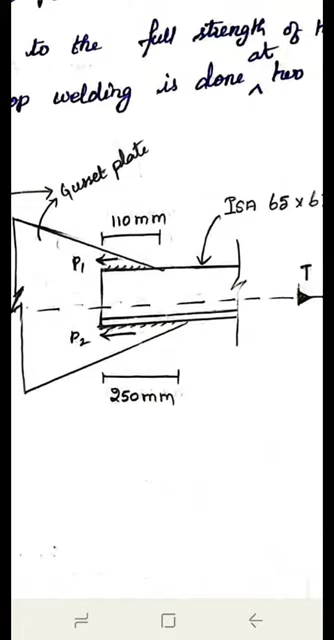 to the full strength of
welding is done at two
Gusset plate
110mm
ISA 65 x 6
P1
T
P2
250mm